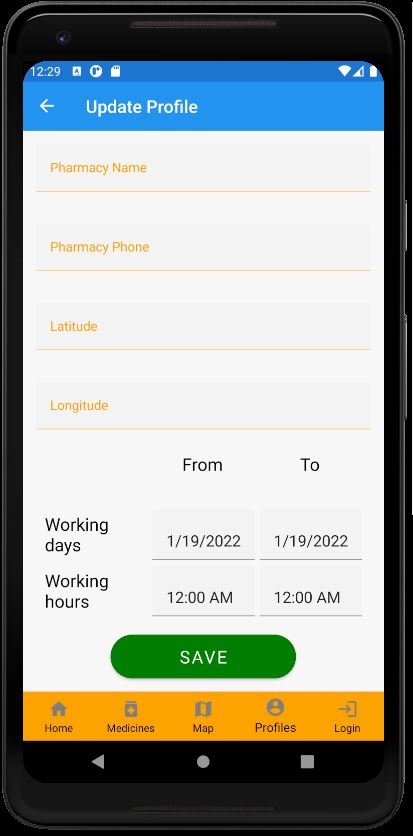 12:29
Update Profile
Pharmacy Name
Pharmacy Phone
Latitude
Longitude
From To
Working
days
1/19/2022 1/19/2022
Working
hours
12:00 AM 12:00 AM
SAVE
Home Medicines Map Profiles Login